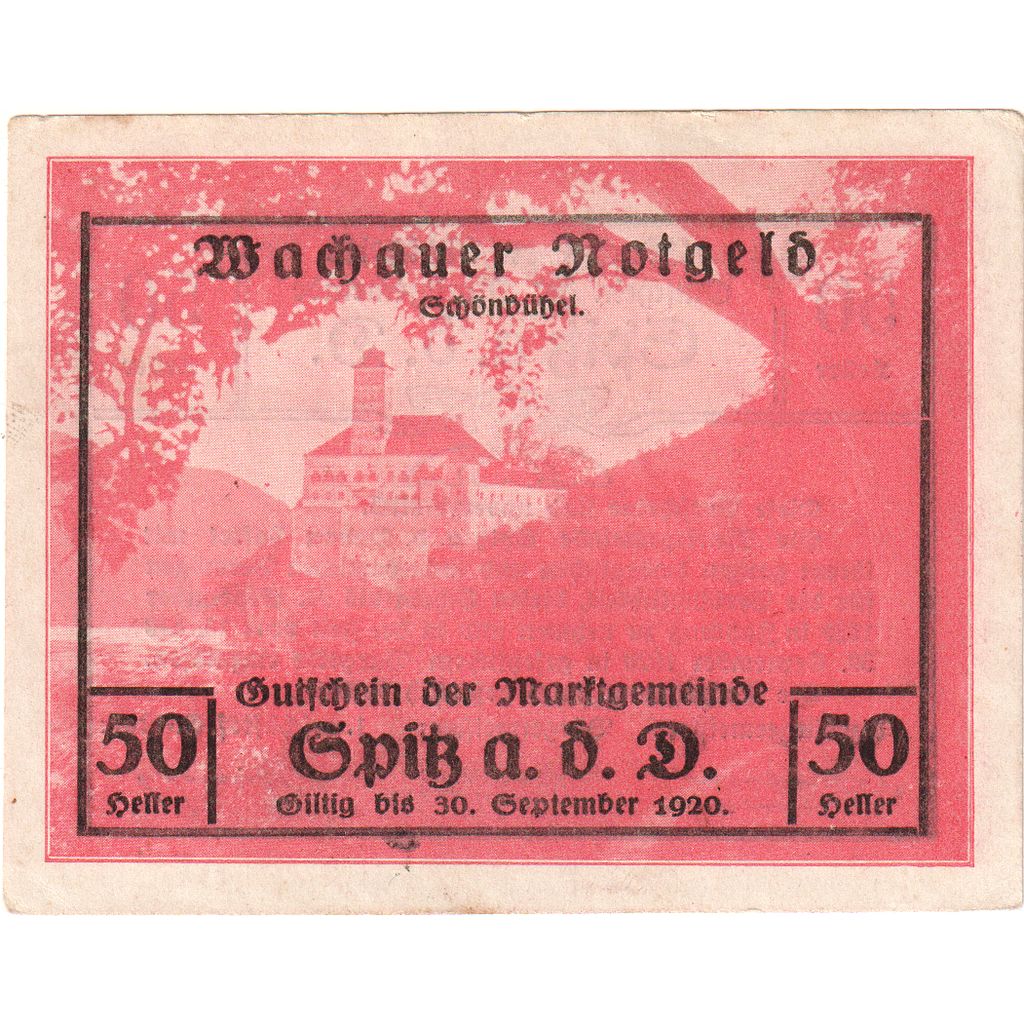 Wachauer Notgeld
Schönbühel.
Gutschein der Marktgemeinde
50 Spitz a. d. D. 50
Heller Giltig bis 30. September 1920. Heller